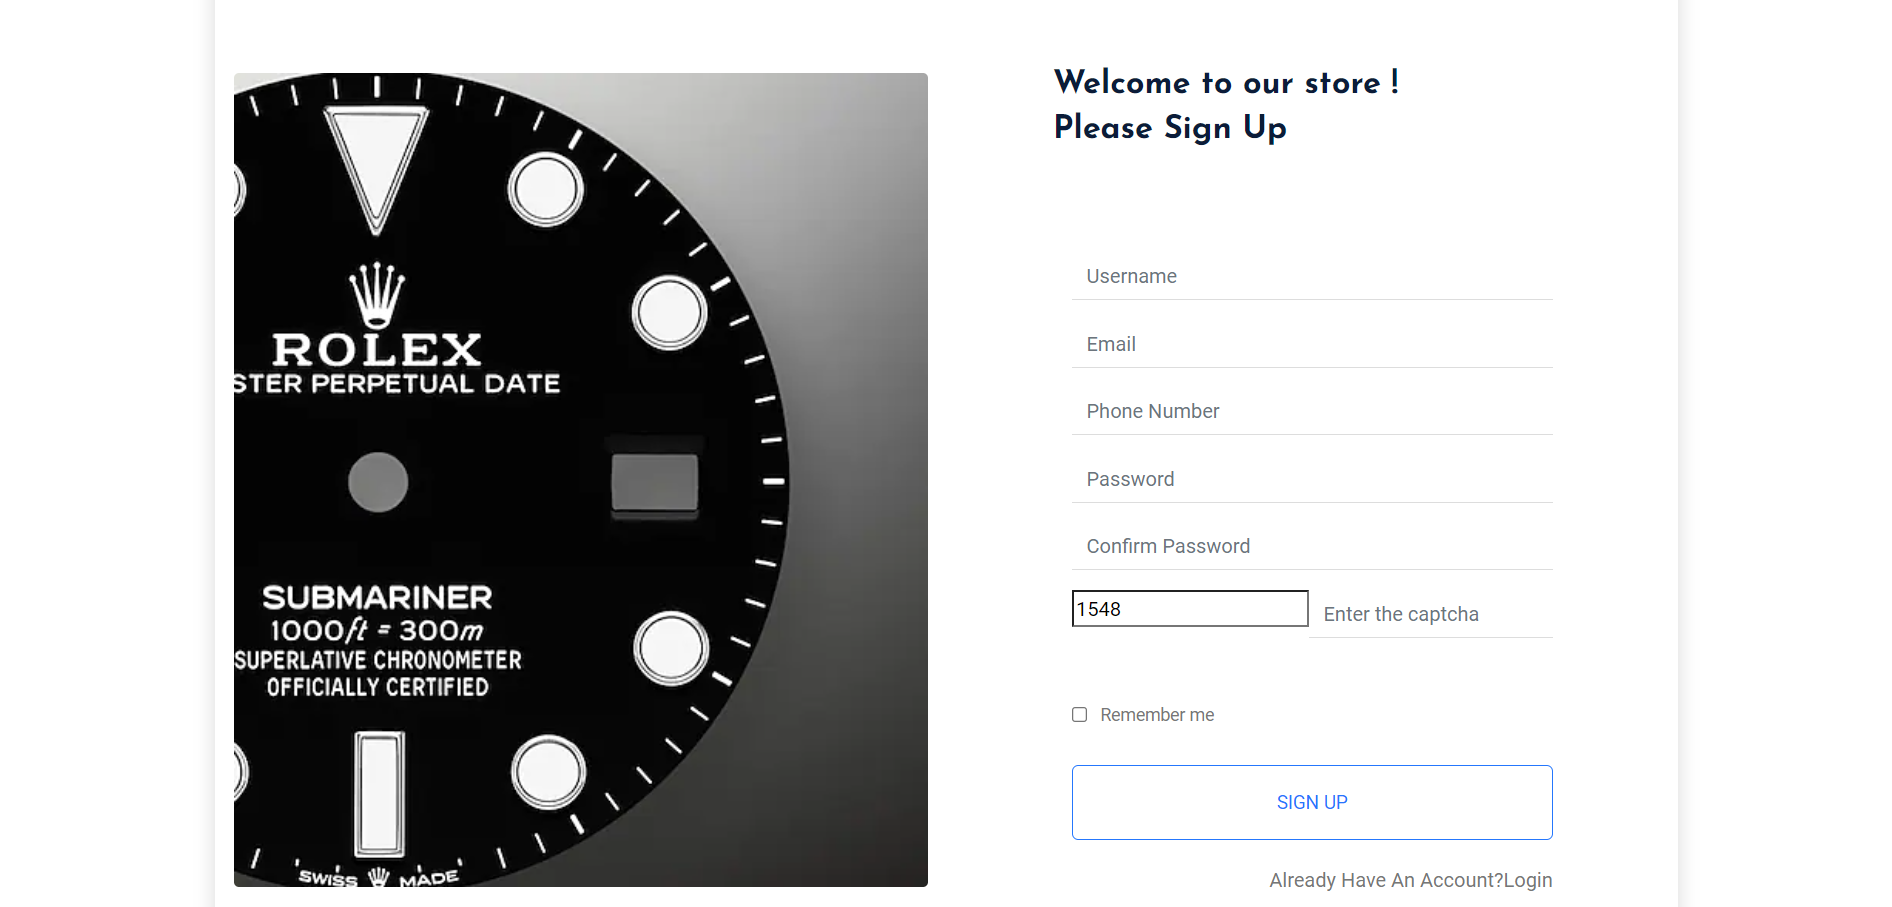 ROLEX
STER PERPETUAL DATE
SUBMARINER
1000ft = 300m
SUPERLATIVE CHRONOMETER
OFFICIALLY CERTIFIED
SWISS MADE
Welcome to our store !
Please Sign Up
Username
Email
Phone Number
Password
Confirm Password
1548 Enter the captcha
Remember me
SIGN UP
Already Have An Account?Login